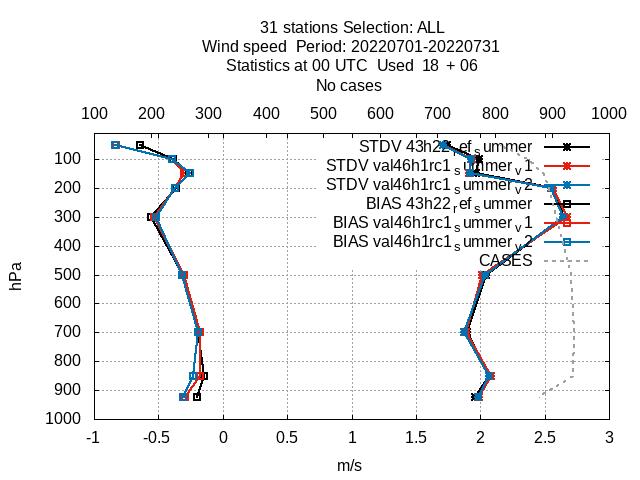 31 stations Selection: ALL
Wind speed  Period: 20220701-20220731
Statistics at 00 UTC  Used  18  + 06
No cases
100 200 300 400 500 600 700 800 900 1000
STDV 43h22_ref_summer
STDV val46h1rc1_summer_v1
STDV val46h1rc1_summer_v2
BIAS 43h22_ref_summer
BIAS val46h1rc1_summer_v1
BIAS val46h1rc1_summer_v2
CASES
100
200
300
400
500
600
700
800
900
1000
hPa
-1 -0.5 0 0.5 1 1.5 2 2.5 3
m/s